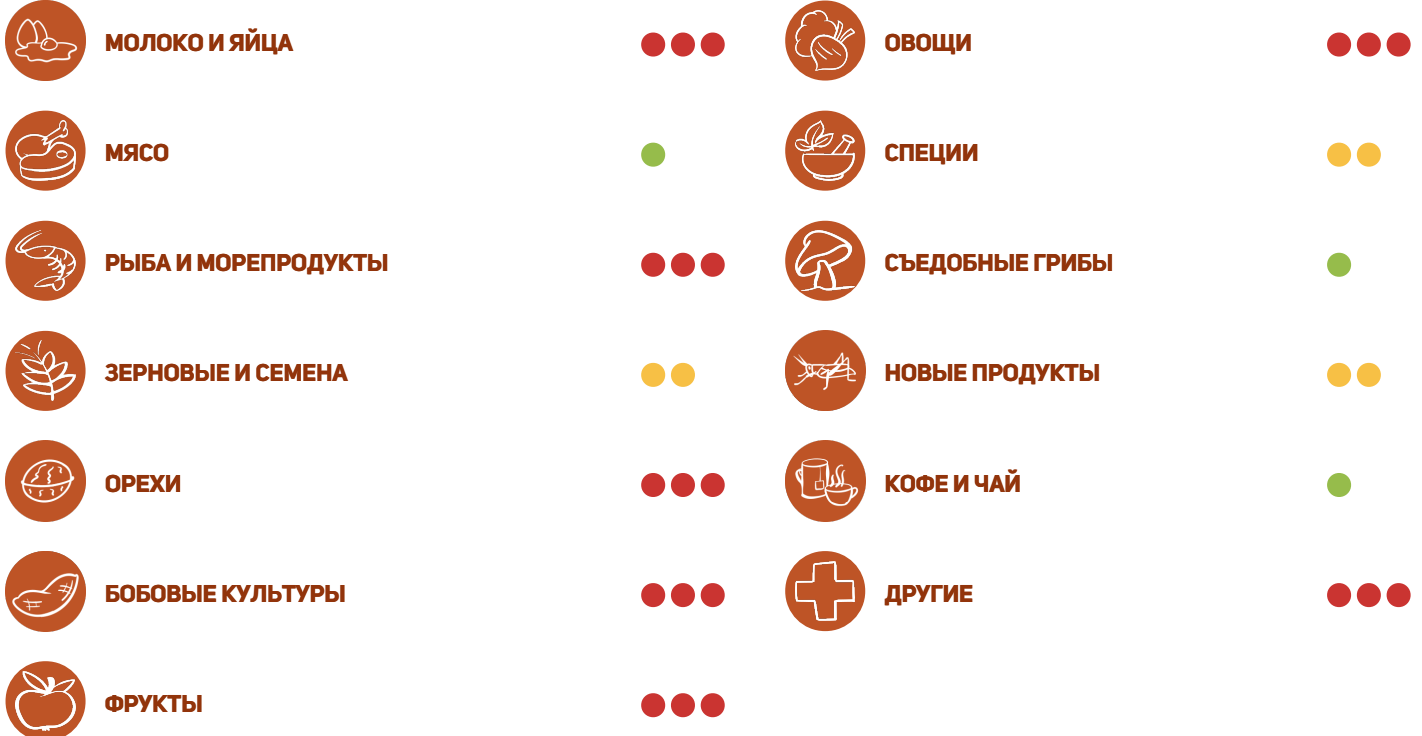 МОЛОКО И ЯЙЦА
МЯСО
РЫБА И МОРЕПРОДУКТЫ
ЗЕРНОВЫЕ И СЕМЕНА
ОРЕХИ
БОБОВЫЕ КУЛЬТУРЫ
ФРУКТЫ
ОВОЩИ
СПЕЦИИ
СЪЕДОБНЫЕ ГРИБЫ
НОВЫЕ ПРОДУКТЫ
КОФЕ И ЧАЙ
ДРУГИЕ